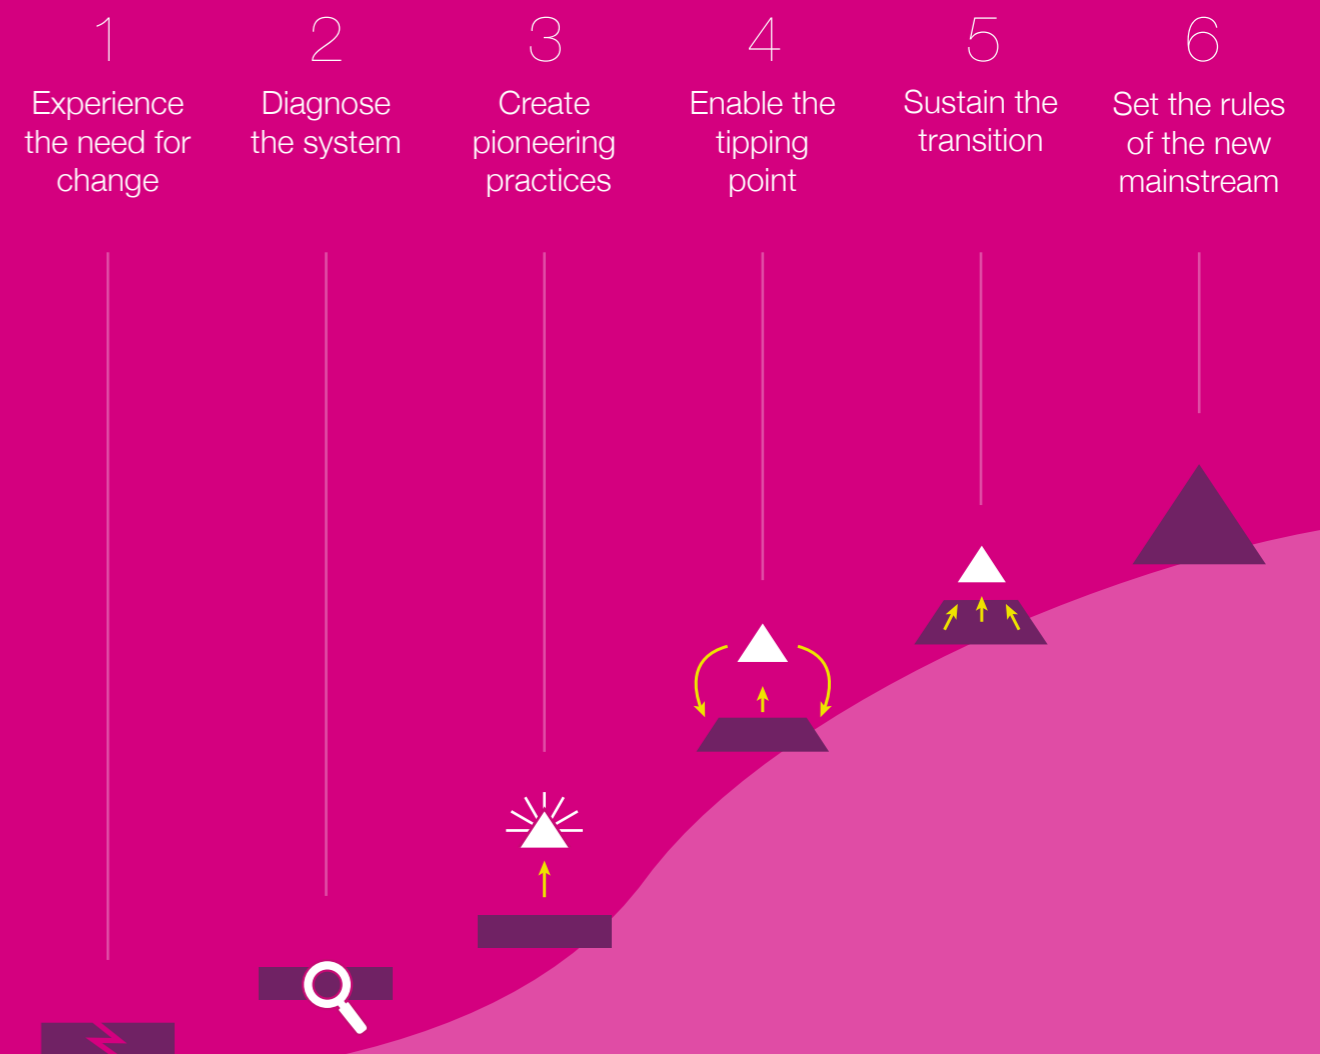 1
Experience
the need for
change
2
Diagnose
the system
3
Create
pioneering
practices
4
Enable the
tipping
point
5
Sustain the
transition
6
Set the rules
of the new
mainstream